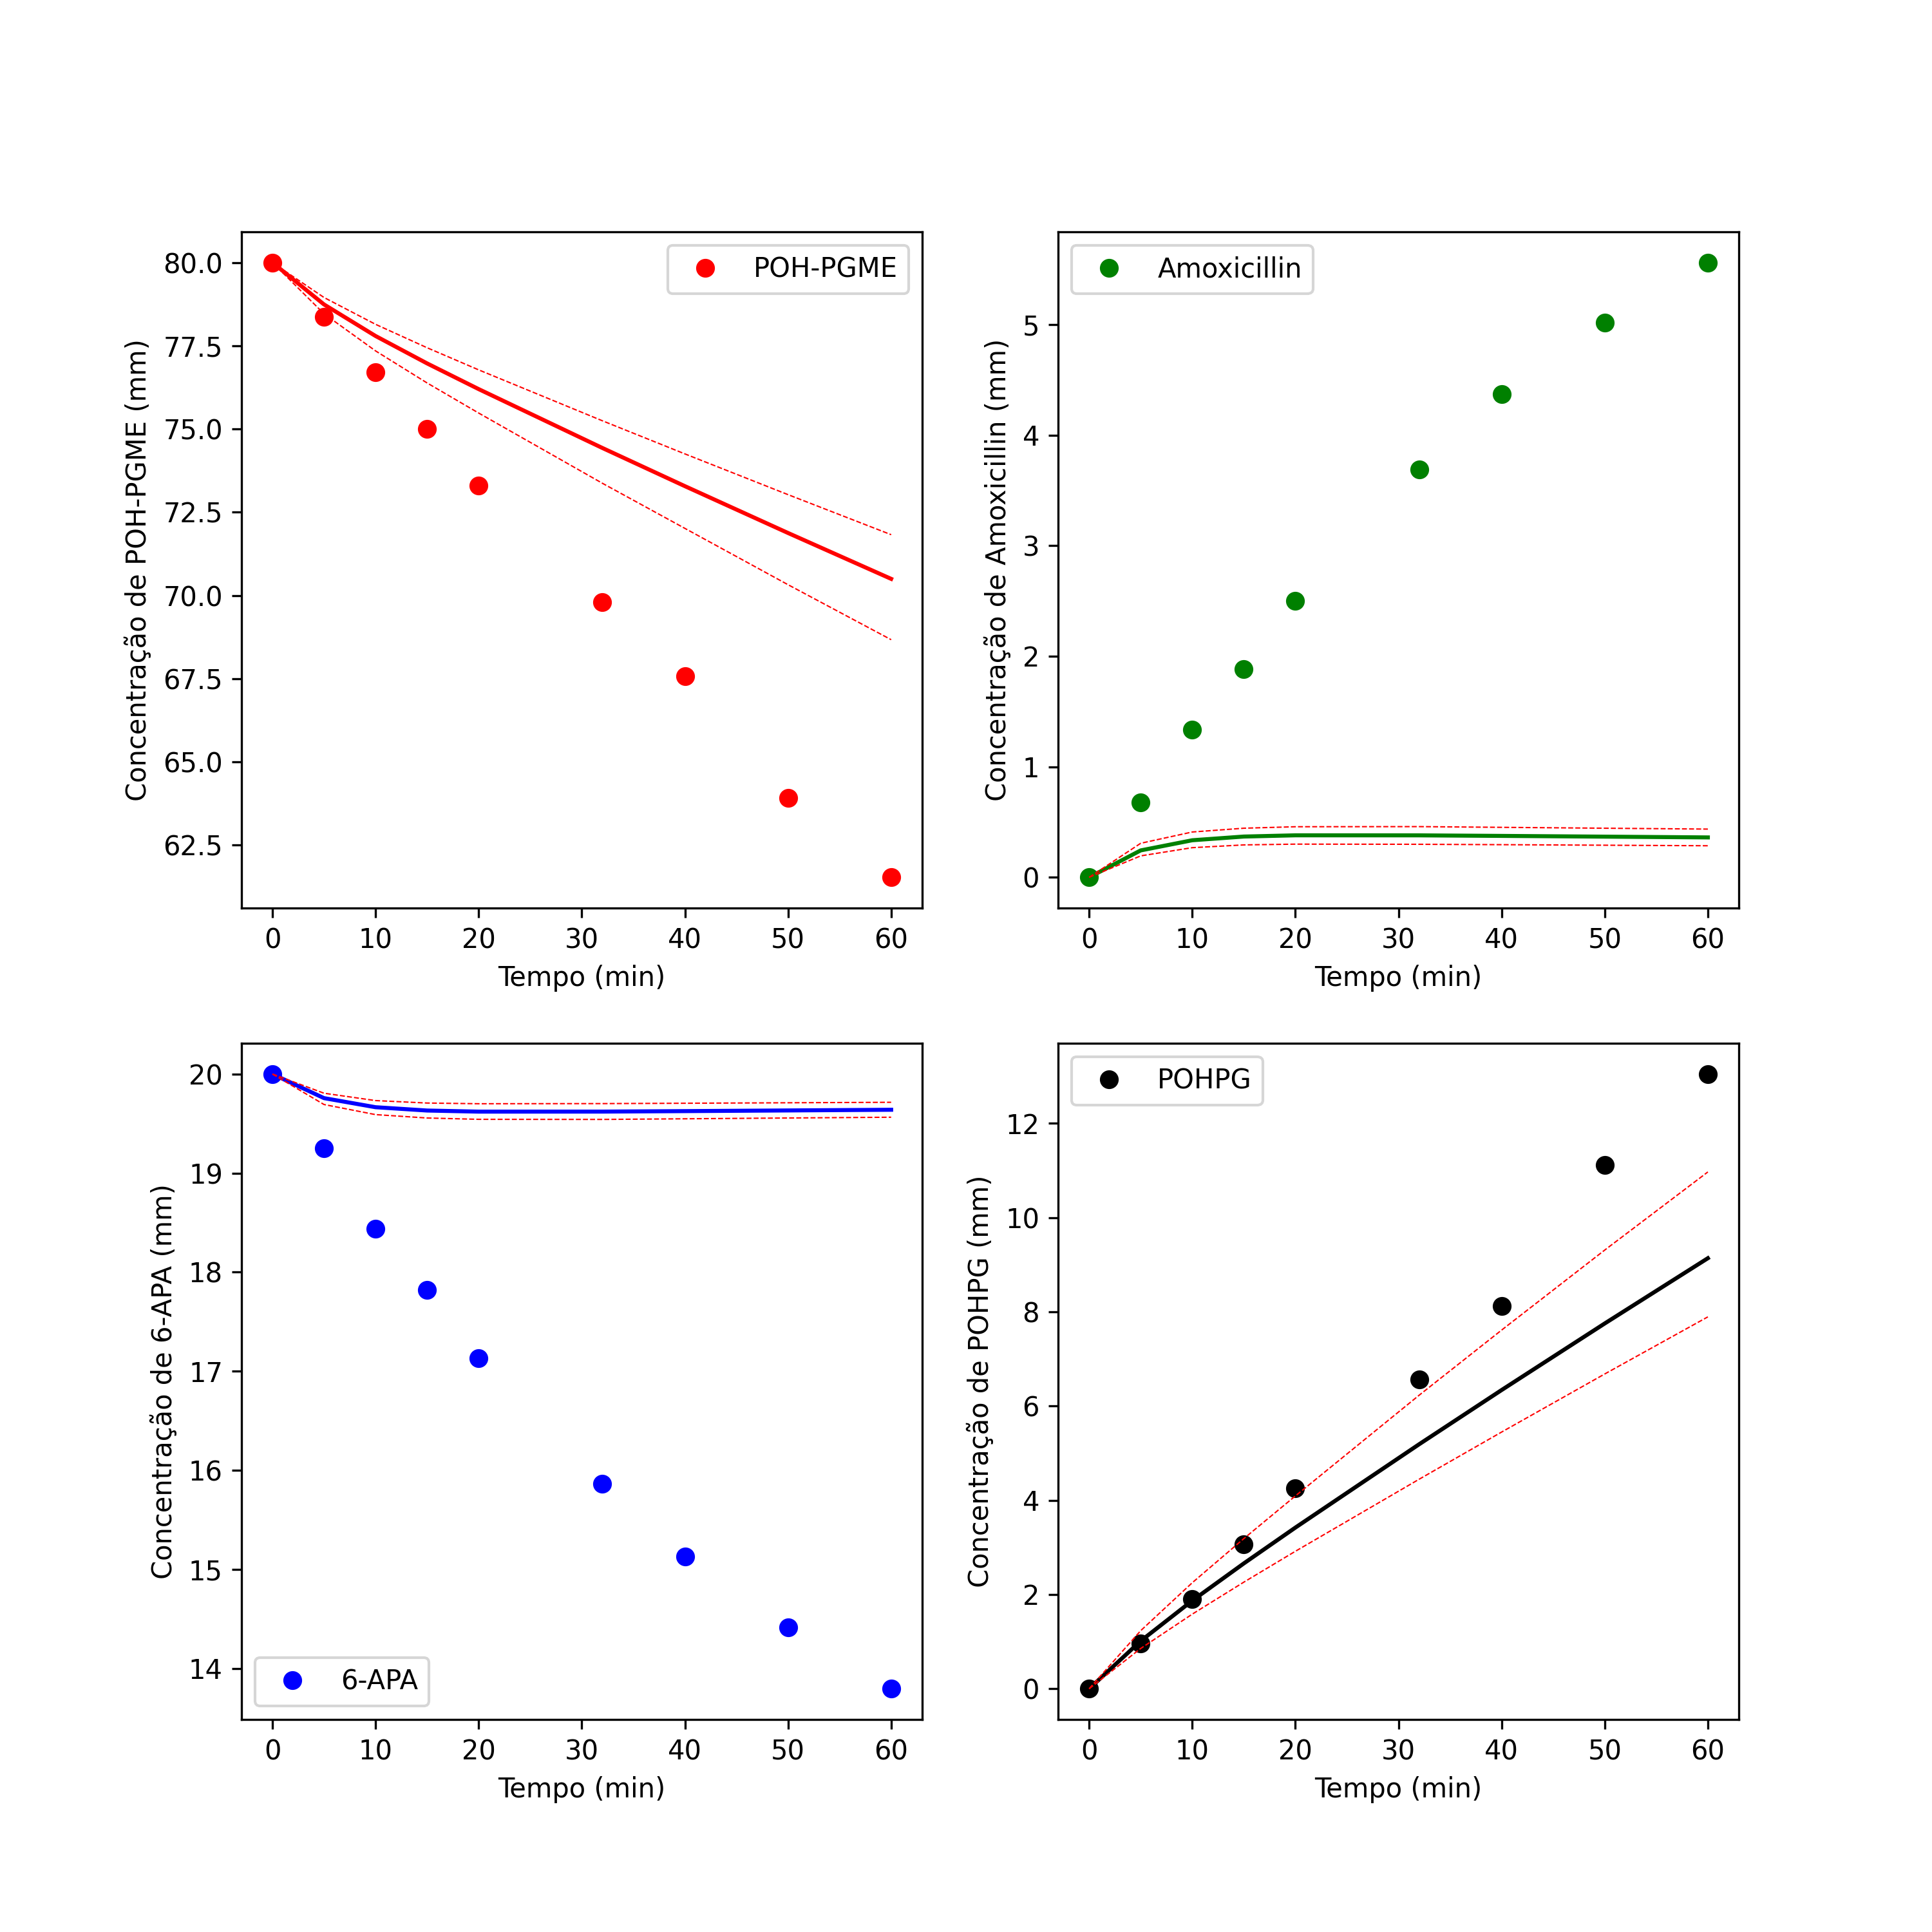 80.0
77.5
75.0
72.5
70.0
67.5
65.0
62.5
Concentração de POH-PGME (mm)
POH-PGME
0 10 20 30 40 50 60
Tempo (min)
5
4
3
2
1
0
Concentração de Amoxicillin (mm)
Amoxicillin
0 10 20 30 40 50 60
Tempo (min)
20
19
18
17
16
15
14
Concentração de 6-APA (mm)
6-APA
0 10 20 30 40 50 60
Tempo (min)
12
10
8
6
4
2
0
Concentração de POHPG (mm)
POHPG
0 10 20 30 40 50 60
Tempo (min)